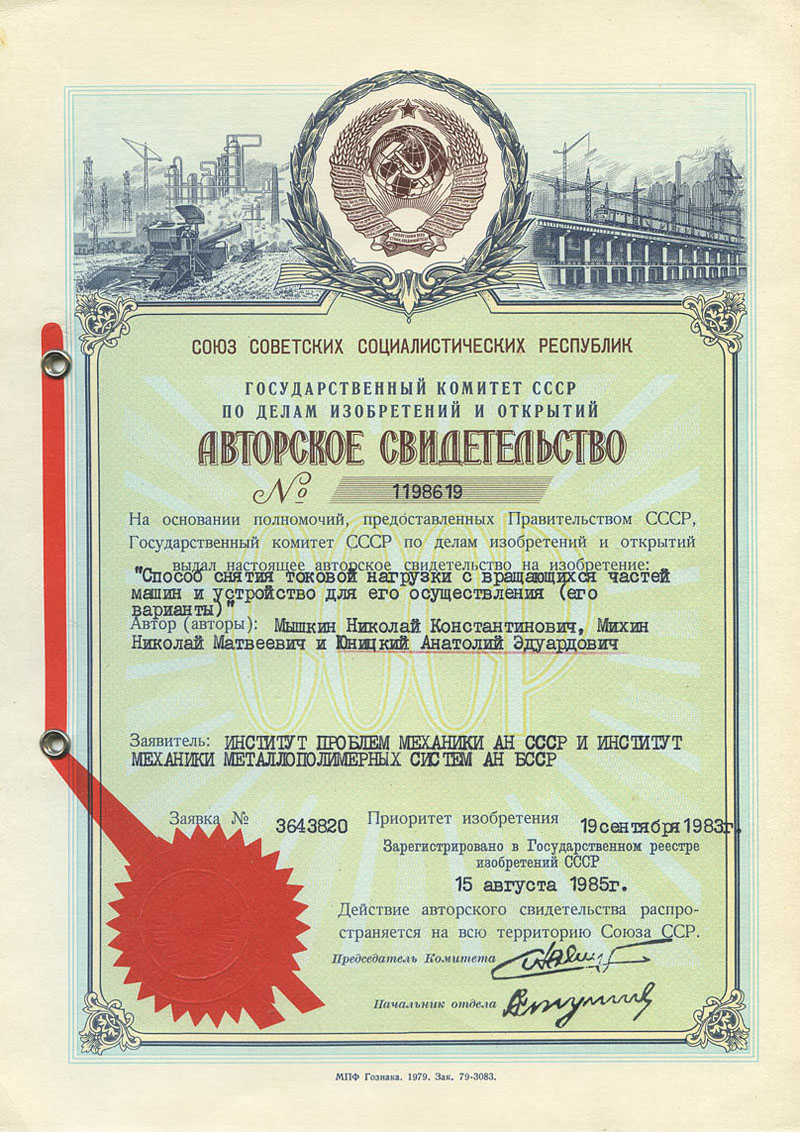 СОЮЗ СОВЕТСКИХ СОЦИАЛИСТИЧЕСКИХ РЕСПУБЛИК
ГОСУДАРСТВЕННЫЙ КОМИТЕТ СССР
ПО ДЕЛАМ ИЗОБРЕТЕНИЙ И ОТКРЫТИЙ
АВТОРСКОЕ СВИДЕТЕЛЬСТВО
№ 1198619
На основании полномочий, предоставленных Правительством СССР,
Государственный комитет СССР по делам изобретений и открытий
выдал настоящее авторское свидетельство на изобретение:
"Способ снятия токовой нагрузки с вращающихся частей
машин и устройство для его осуществления (его
варианты)"
Автор (авторы): Мышкин Николай Константинович, Михин
Николай Матвеевич и Юницкий Анатолий Эдуардович
СССР
Заявитель: ИНСТИТУТ ПРОБЛЕМ МЕХАНИКИ АН СССР И ИНСТИТУТ
МЕХАНИКИ МЕТАЛЛОПОЛИМЕРНЫХ СИСТЕМ АН БССР
Заявка № 3643820 Приоритет изобретения 19 сентября 1983г.
Зарегистрировано в Государственном реестре
изобретений СССР
15 августа 1985г.
Действие авторского свидетельства распро-
страняется на всю территорию Союза ССР.
Председатель Комитета
Начальник отдела
МПФ Гознака. 1979. Зак. 79-3083.